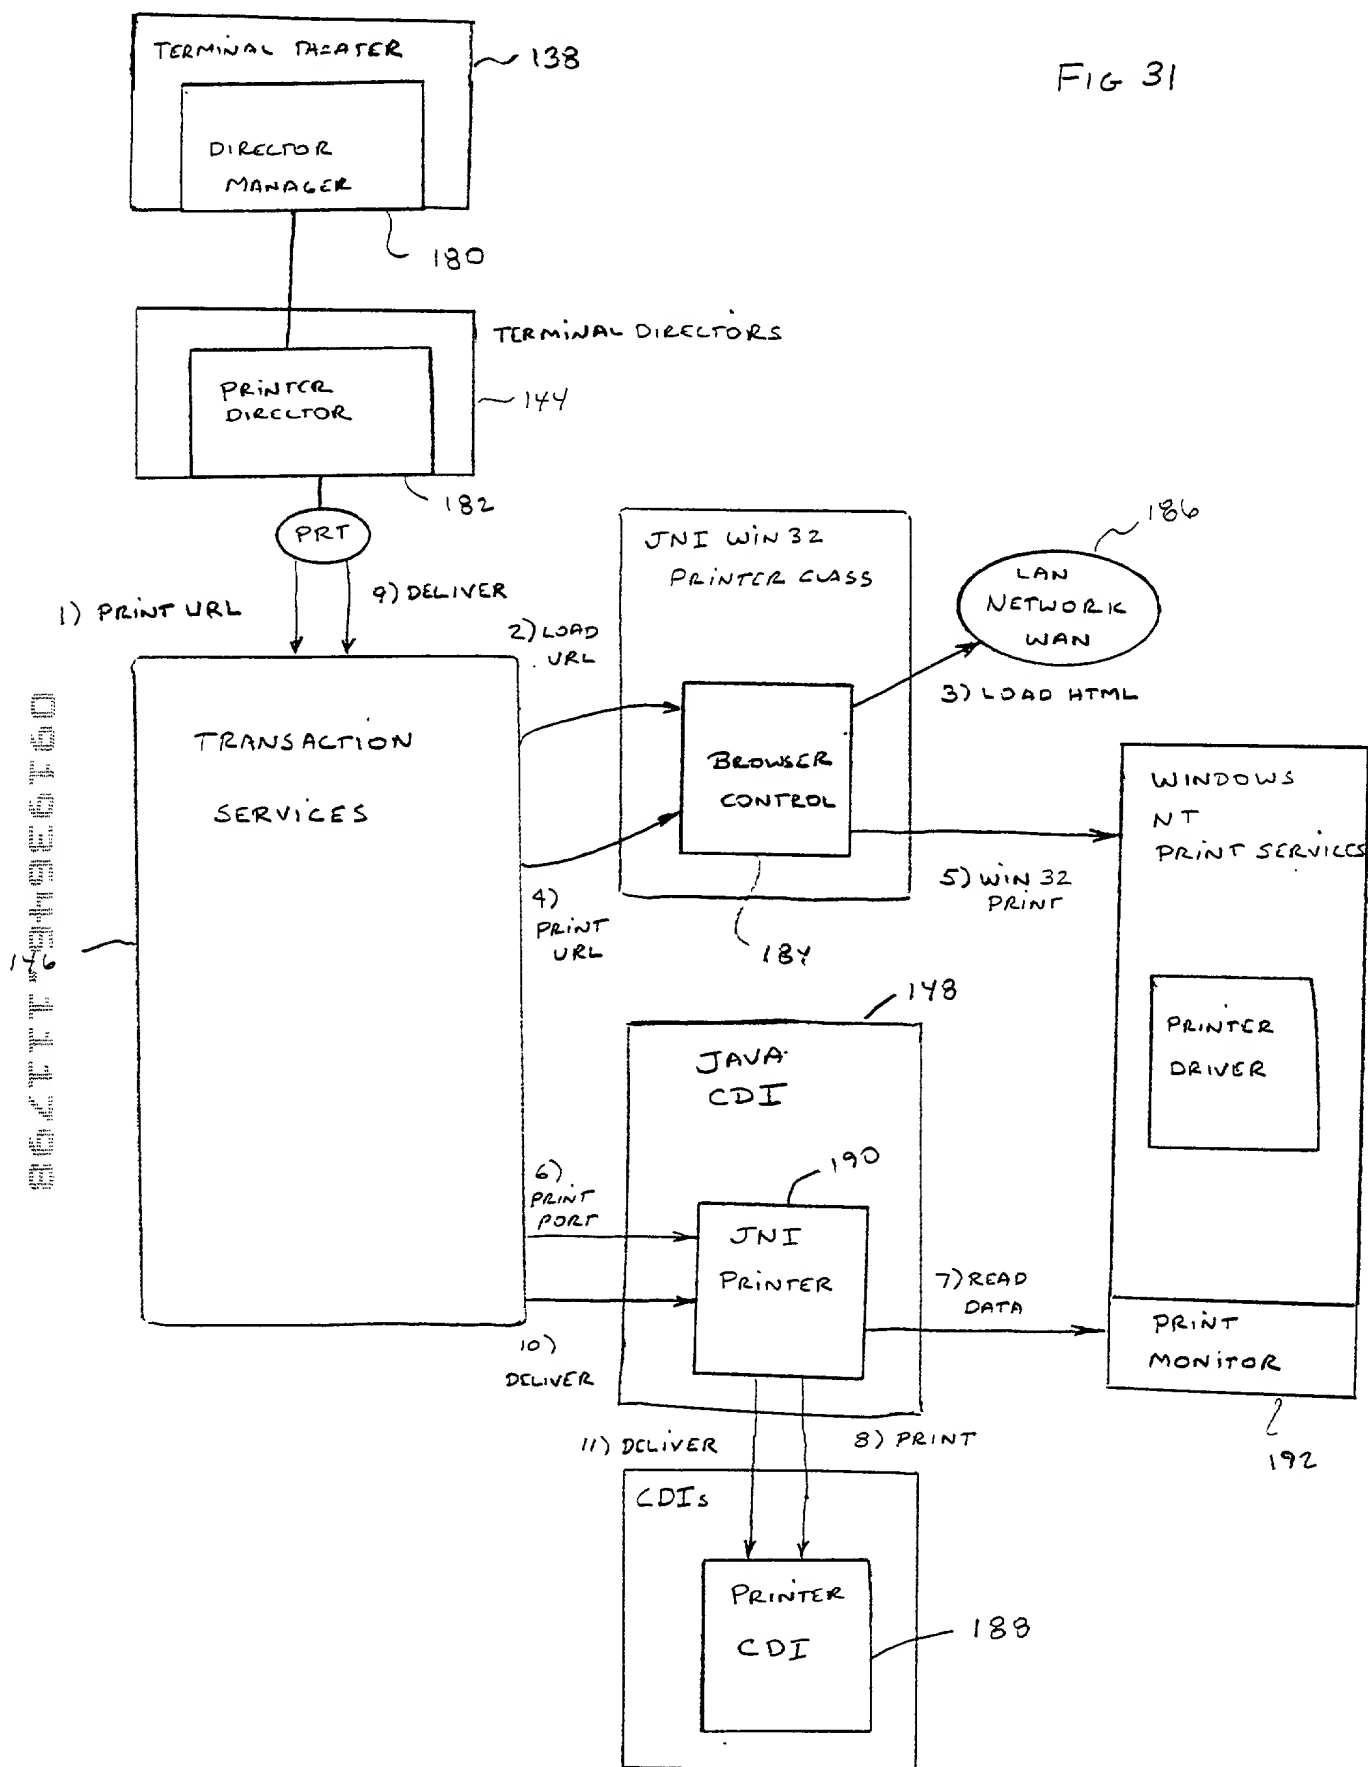 TERMINAL THEATER
138
FIG 31
DIRECTOR
MANAGER
180
TERMINAL DIRECTORS
PRINTER
DIRECTOR
144
182
PRT
1) PRINT URL
9) DELIVER
JNI WIN 32
PRINTER CLASS
186
LAN
NETWORK
WAN
2) LOAD
URL
3) LOAD HTML
TRANSACTION
SERVICES
BROWSER
CONTROL
WINDOWS
NT
PRINT SERVICES
4)
PRINT
URL
5) WIN 32
PRINT
184
146
148
JAVA
CDI
PRINTER
DRIVER
190
6)
PRINT
PORT
JNI
PRINTER
7) READ
DATA
PRINT
MONITOR
10)
DELIVER
11) DELIVER
8) PRINT
192
CDIs
PRINTER
CDI
188